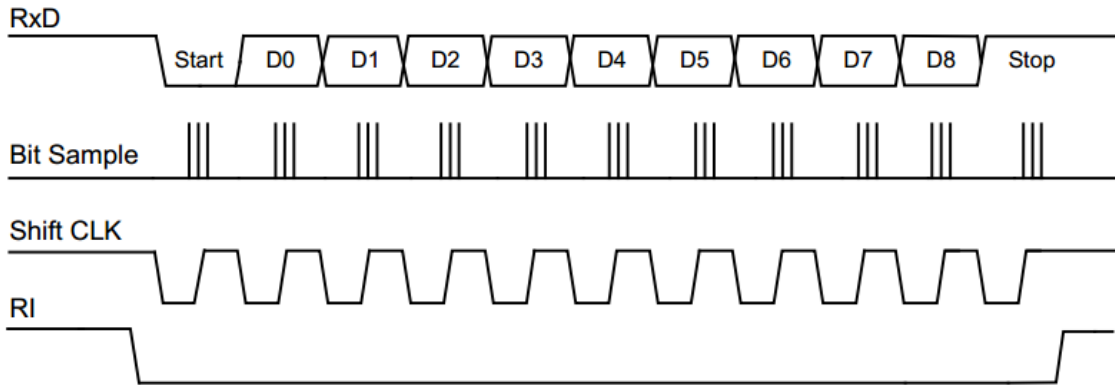 RxD
Start D0 D1 D2 D3 D4 D5 D6 D7 D8 Stop
Bit Sample
Shift CLK
RI